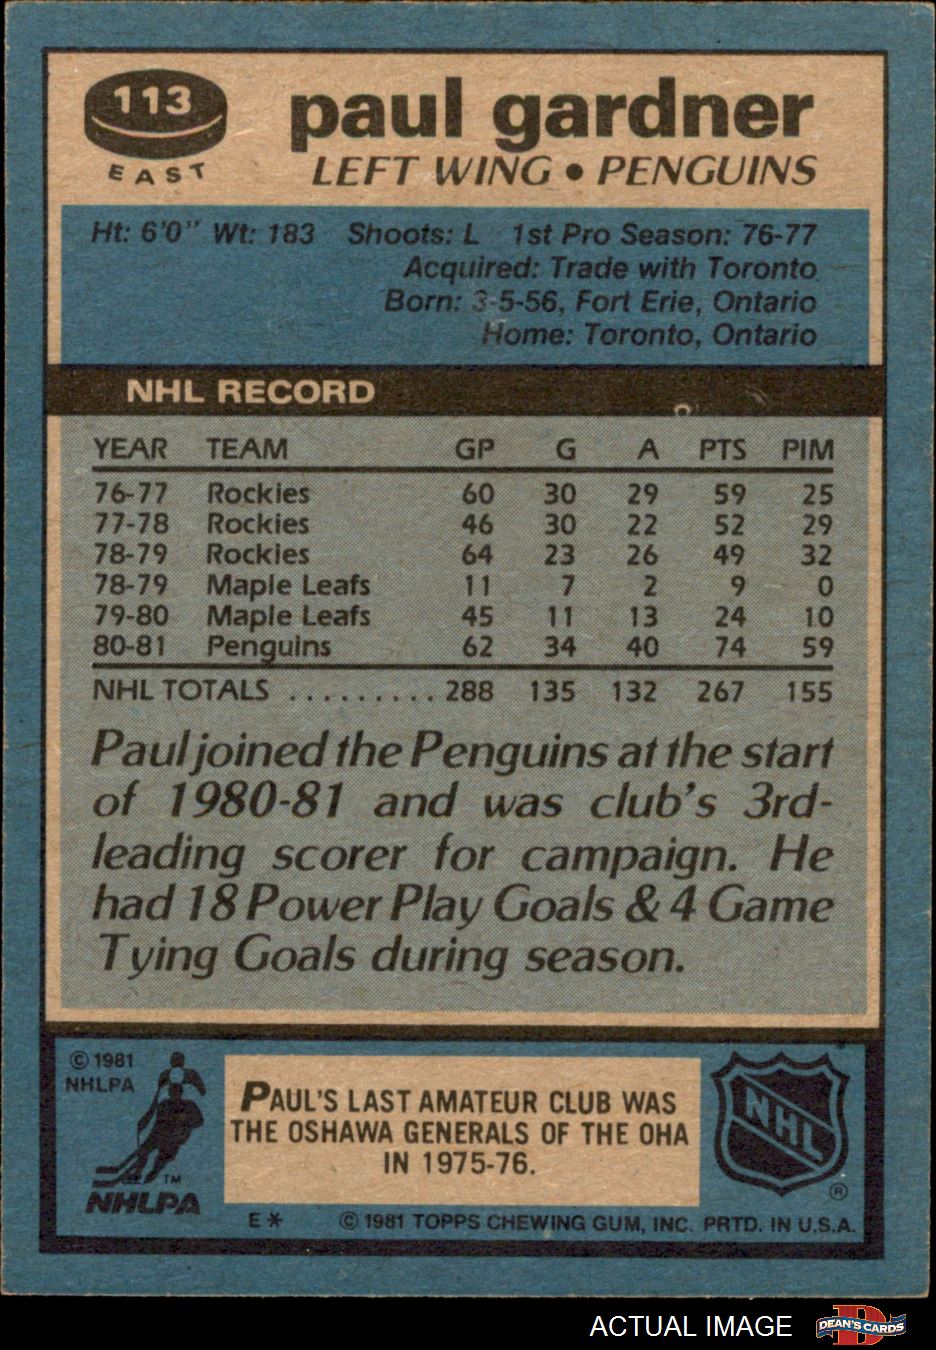 113
EAST
paul gardner
LEFT WING • PENGUINS
Ht: 6'0" Wt: 183 Shoots: L 1st Pro Season: 76-77
Acquired: Trade with Toronto
Born: 3-5-56, Fort Erie, Ontario
Home: Toronto, Ontario
NHL RECORD
YEAR TEAM GP G A PTS PIM
76-77 Rockies 60 30 29 59 25
77-78 Rockies 46 30 22 52 29
78-79 Rockies 64 23 26 49 32
78-79 Maple Leafs 11 7 2 9 0
79-80 Maple Leafs 45 11 13 24 10
80-81 Penguins 62 34 40 74 59
NHL TOTALS ......... 288 135 132 267 155
Paul joined the Penguins at the start
of 1980-81 and was club's 3rd-
leading scorer for campaign. He
had 18 Power Play Goals & 4 Game
Tying Goals during season.
© 1981
NHLPA
TM
NHLPA
PAUL'S LAST AMATEUR CLUB WAS
THE OSHAWA GENERALS OF THE OHA
IN 1975-76.
NHL
®
E * © 1981 TOPPS CHEWING GUM, INC. PRTD. IN U.S.A.
ACTUAL IMAGE
D
DEAN'S CARDS